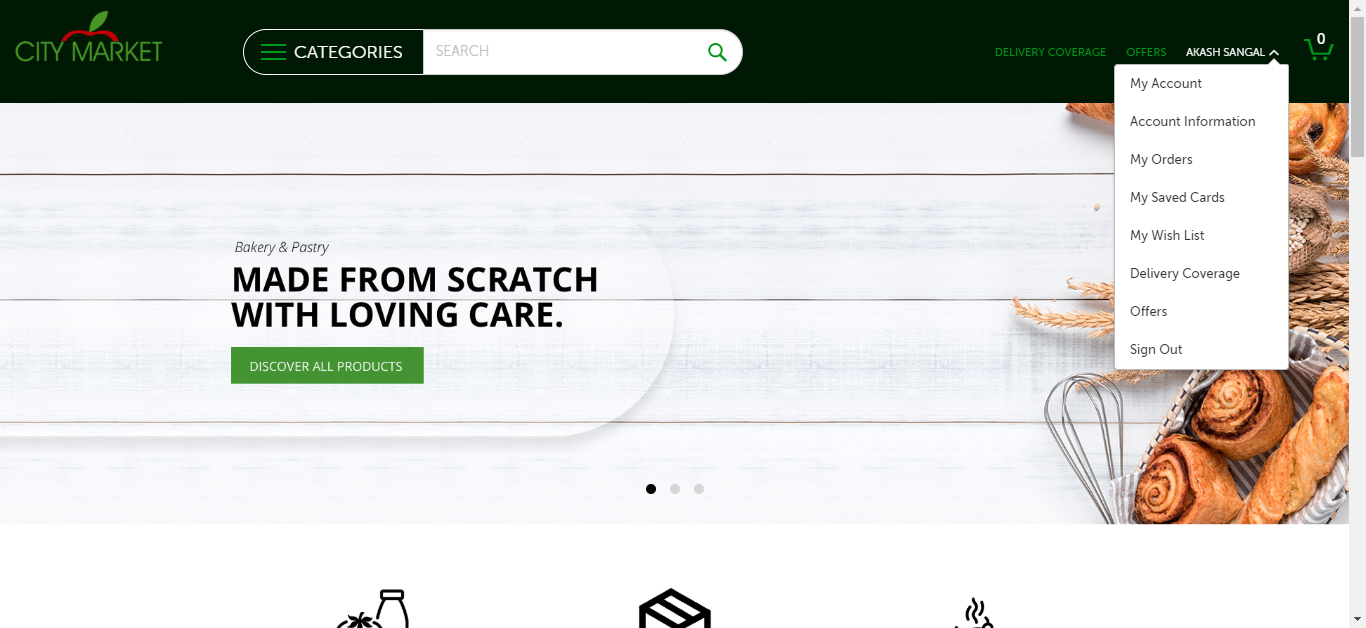 CITY MARKET
CATEGORIES
SEARCH
DELIVERY COVERAGE
OFFERS
AKASH SANGAL
0
My Account
Account Information
My Orders
My Saved Cards
My Wish List
Delivery Coverage
Offers
Sign Out
Bakery & Pastry
MADE FROM SCRATCH
WITH LOVING CARE.
DISCOVER ALL PRODUCTS